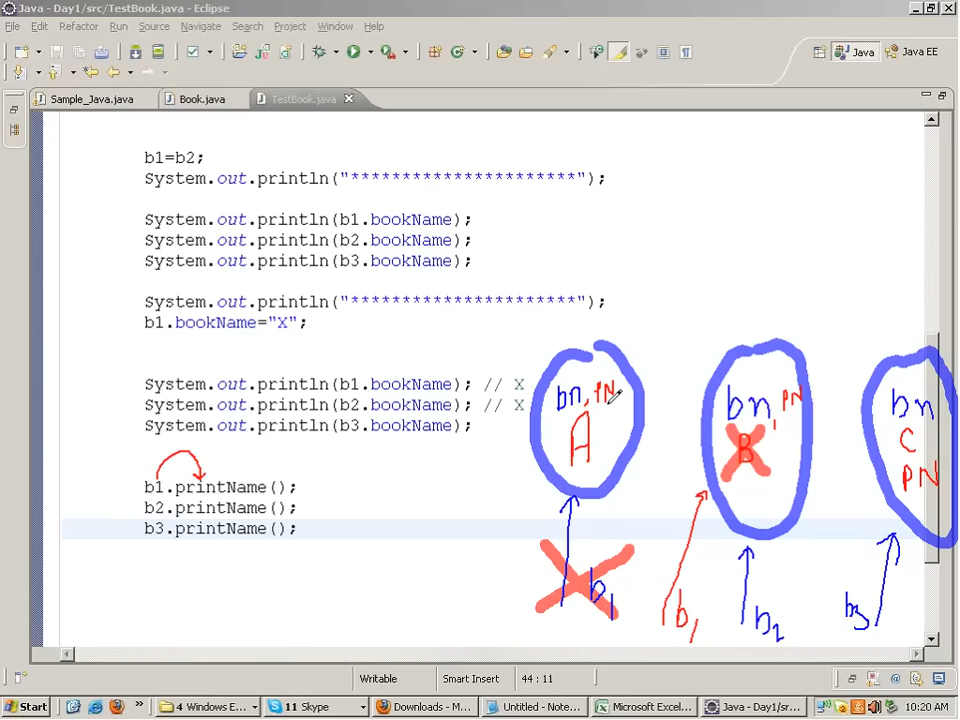 Java - Day1/src/TestBook.java - Eclipse
File Edit Refactor Run Source Navigate Search Project Window Help
Java Java EE
Sample_Java.java Book.java TestBook.java
b1=b2;
System.out.println("**********************");
System.out.println(b1.bookName);
System.out.println(b2.bookName);
System.out.println(b3.bookName);
System.out.println("**********************");
b1.bookName="X";
System.out.println(b1.bookName); // X
System.out.println(b2.bookName); // X
System.out.println(b3.bookName);
b1.printName();
b2.printName();
b3.printName();
bn, PN
A
bn, PN
B
bn
C
PN
b1
b1
b2
b3
Writable Smart Insert 44 : 11
Start » 4 Windows E... 11 Skype Downloads - M... Untitled - Note... Microsoft Exce... Java - Day1/sr... 10:20 AM